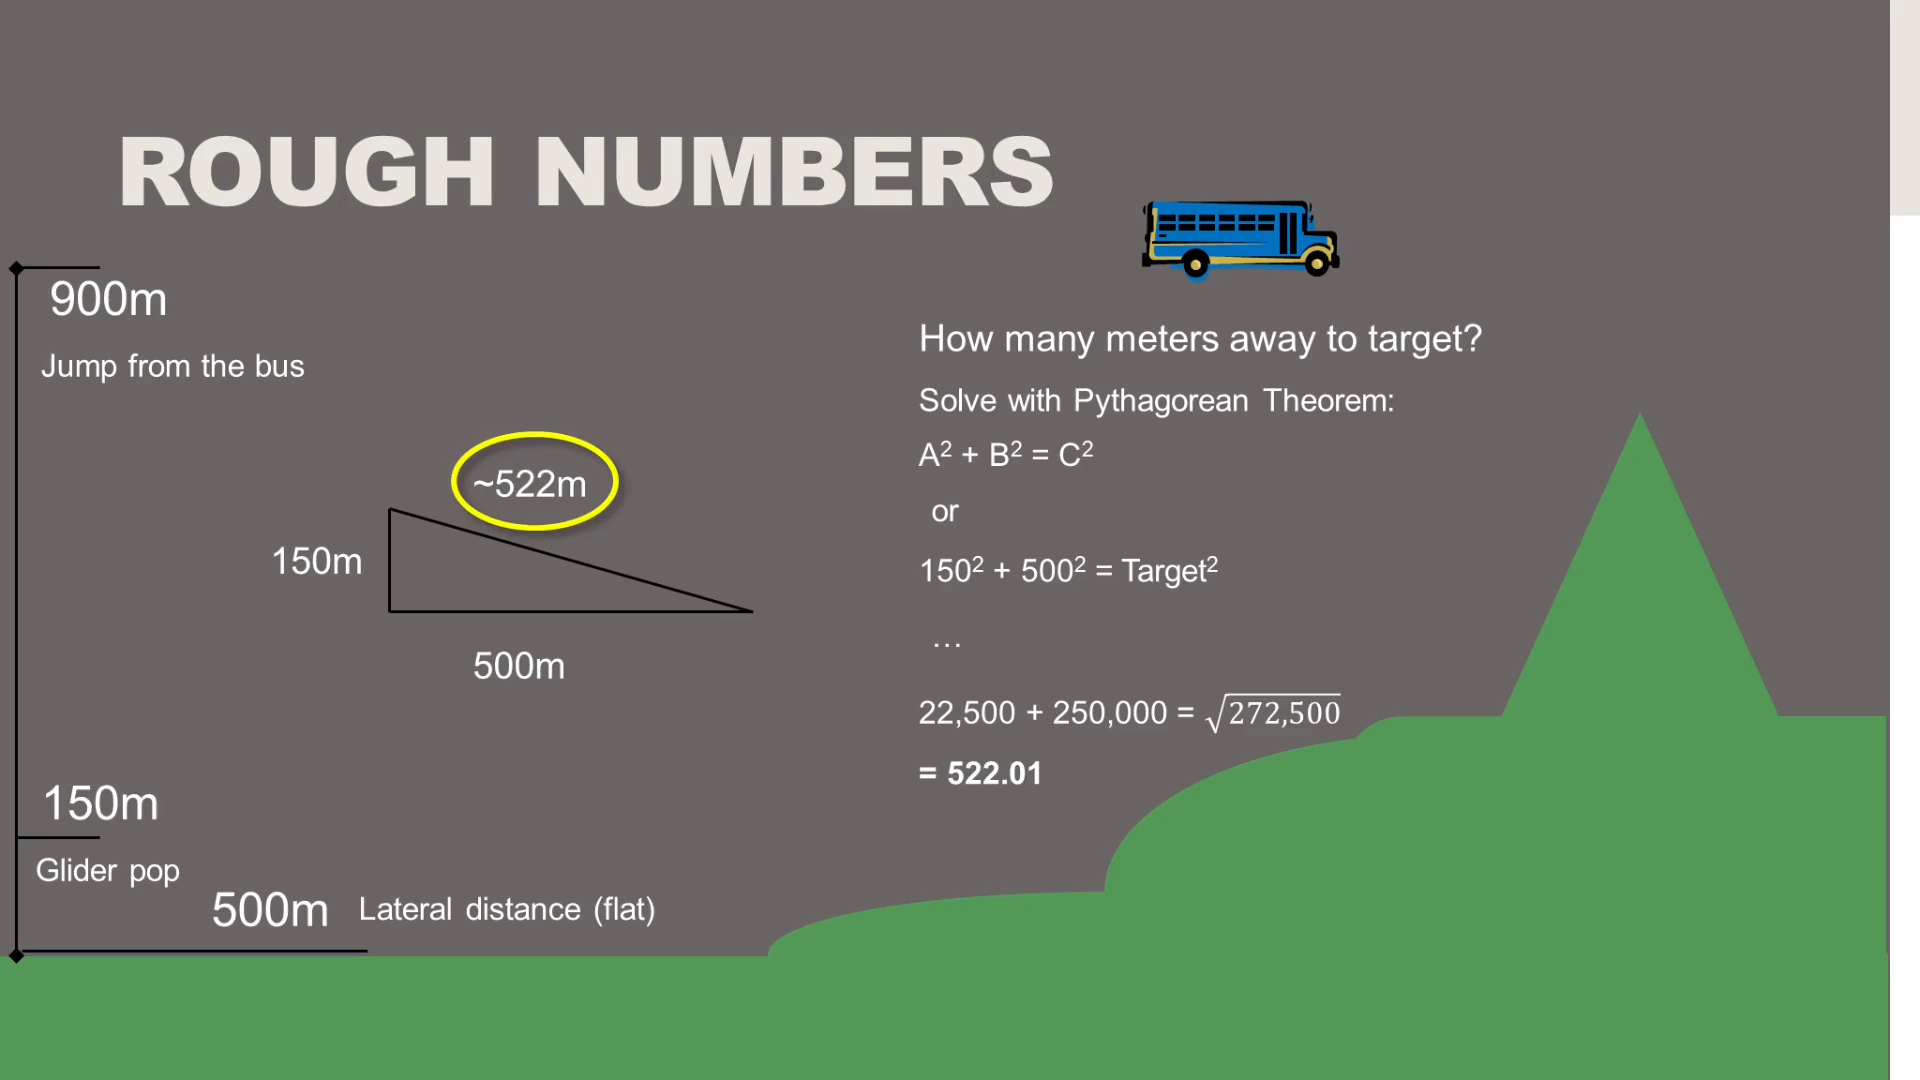 ROUGH NUMBERS
900m
Jump from the bus
~522m
150m
500m
150m
Glider pop
500m Lateral distance (flat)
How many meters away to target?
Solve with Pythagorean Theorem:
A² + B² = C²
or
150² + 500² = Target²
…
22,500 + 250,000 = √272,500
= 522.01